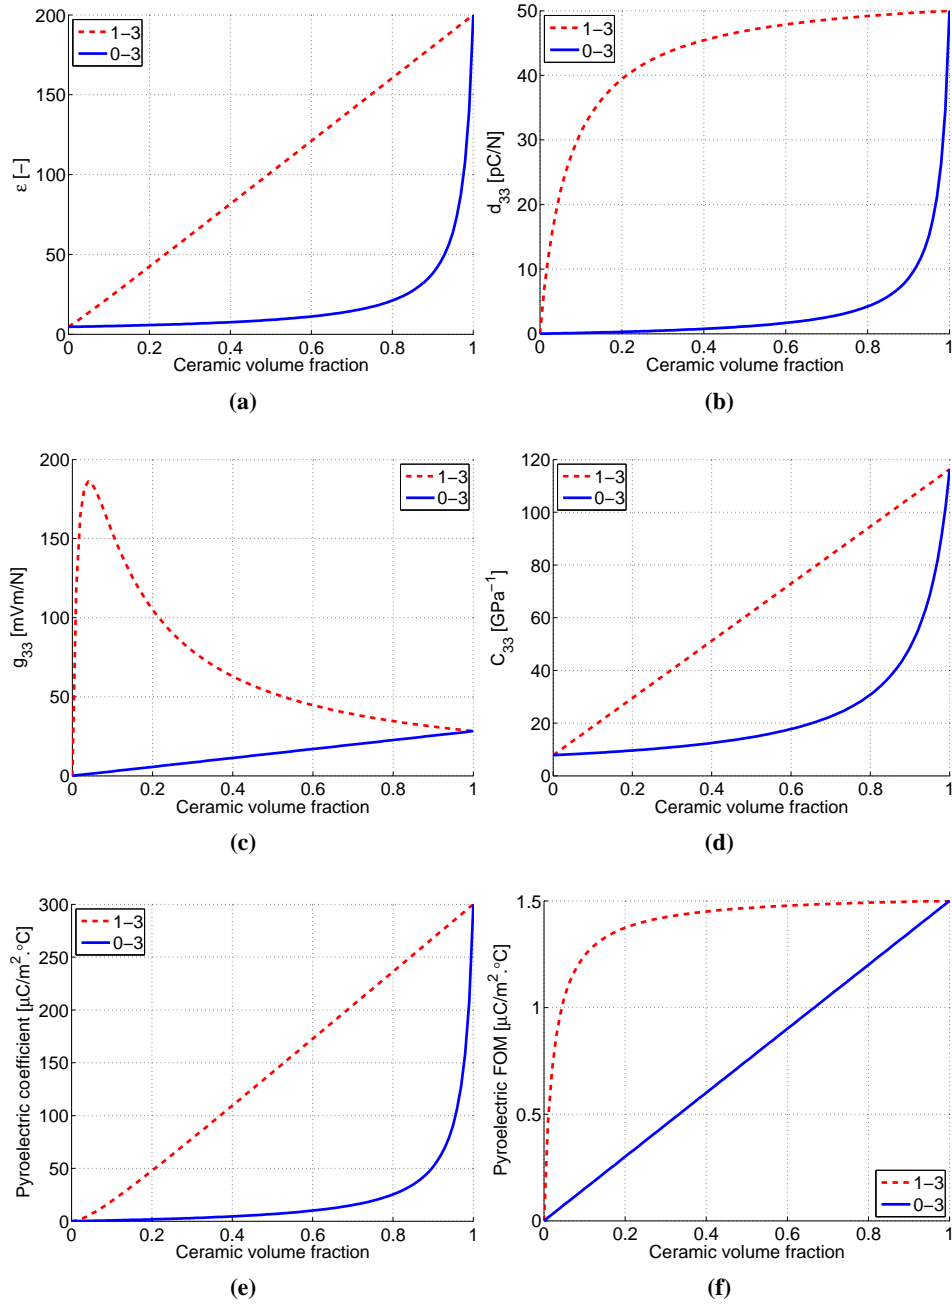 200
150
100
50
0
ε [−]
1−3
0−3
0 0.2 0.4 0.6 0.8 1
Ceramic volume fraction
(a)
50
40
30
20
10
0
d33 [pC/N]
1−3
0−3
0 0.2 0.4 0.6 0.8 1
Ceramic volume fraction
(b)
200
150
100
50
0
g33 [mVm/N]
1−3
0−3
0 0.2 0.4 0.6 0.8 1
Ceramic volume fraction
(c)
120
100
80
60
40
20
0
C33 [GPa−1]
1−3
0−3
0 0.2 0.4 0.6 0.8 1
Ceramic volume fraction
(d)
300
250
200
150
100
50
0
Pyroelectric coefficient [μC/m2.°C]
1−3
0−3
0 0.2 0.4 0.6 0.8 1
Ceramic volume fraction
(e)
1.5
1
0.5
0
Pyroelectric FOM [μC/m2.°C]
1−3
0−3
0 0.2 0.4 0.6 0.8 1
Ceramic volume fraction
(f)